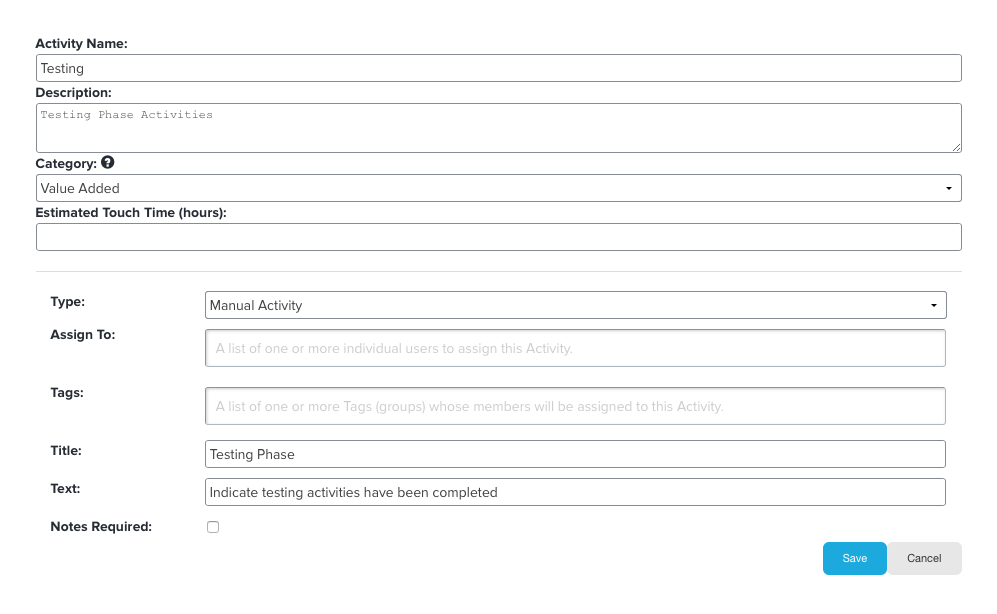 Activity Name:
Testing
Description:
Testing Phase Activities
Category: ?
Value Added
Estimated Touch Time (hours):
Type:
Manual Activity
Assign To:
A list of one or more individual users to assign this Activity.
Tags:
A list of one or more Tags (groups) whose members will be assigned to this Activity.
Title:
Testing Phase
Text:
Indicate testing activities have been completed
Notes Required:
Save
Cancel